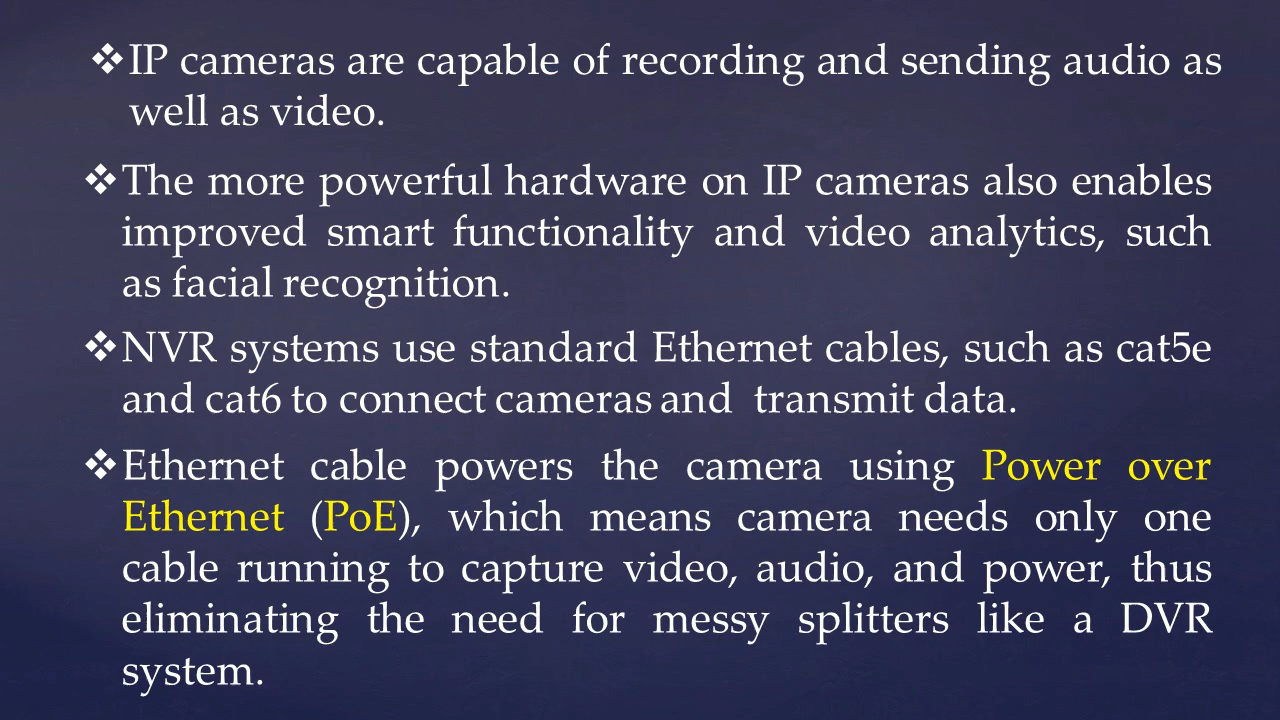 ❖IP cameras are capable of recording and sending audio as
well as video.
❖The more powerful hardware on IP cameras also enables
improved smart functionality and video analytics, such
as facial recognition.
❖NVR systems use standard Ethernet cables, such as cat5e
and cat6 to connect cameras and  transmit data.
❖Ethernet cable powers the camera using Power over
Ethernet (PoE), which means camera needs only one
cable running to capture video, audio, and power, thus
eliminating the need for messy splitters like a DVR
system.